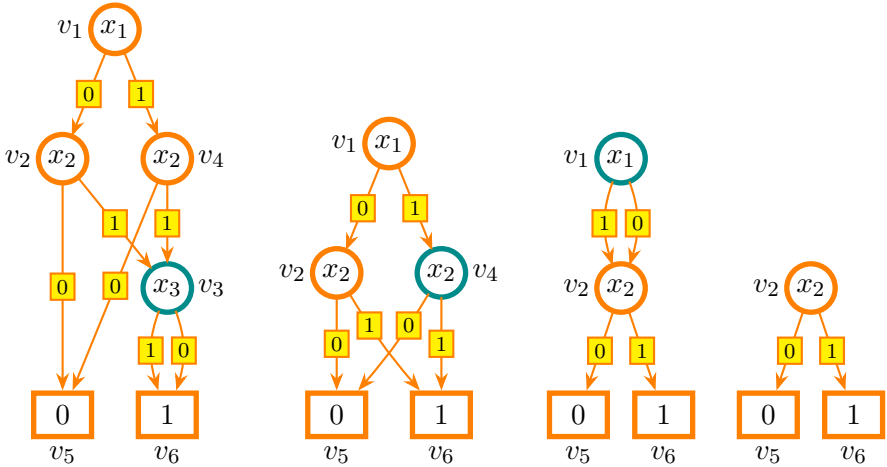 v₁ x₁
0 1
v₂ x₂ x₂ v₄
1 1
0 0
x₃ v₃
1 0
0 1
v₅ v₆
v₁ x₁
0 1
v₂ x₂ x₂ v₄
0 1 0 1
0 1
v₅ v₆
v₁ x₁
1 0
v₂ x₂
0 1
0 1
v₅ v₆
v₂ x₂
0 1
0 1
v₅ v₆